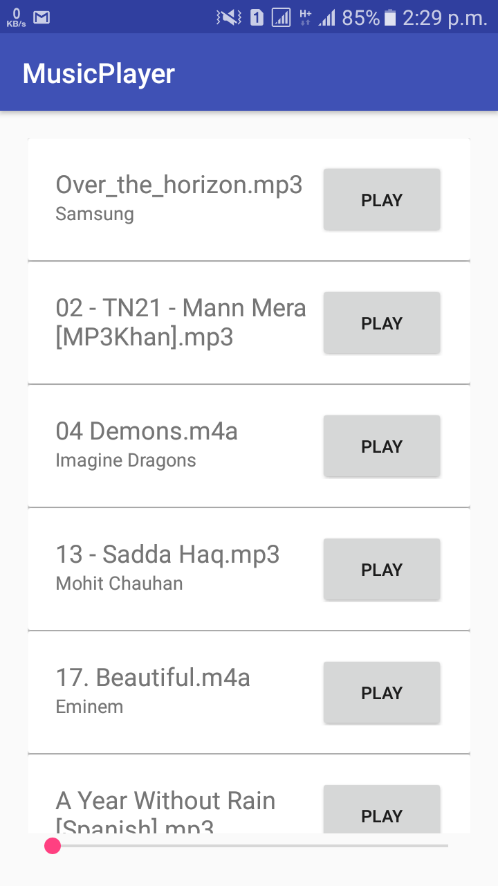 0
KB/s
1
H+
85%
2:29 p.m.
MusicPlayer
Over_the_horizon.mp3
Samsung
PLAY
02 - TN21 - Mann Mera
[MP3Khan].mp3
PLAY
04 Demons.m4a
Imagine Dragons
PLAY
13 - Sadda Haq.mp3
Mohit Chauhan
PLAY
17. Beautiful.m4a
Eminem
PLAY
A Year Without Rain
[Spanish].mp3
PLAY